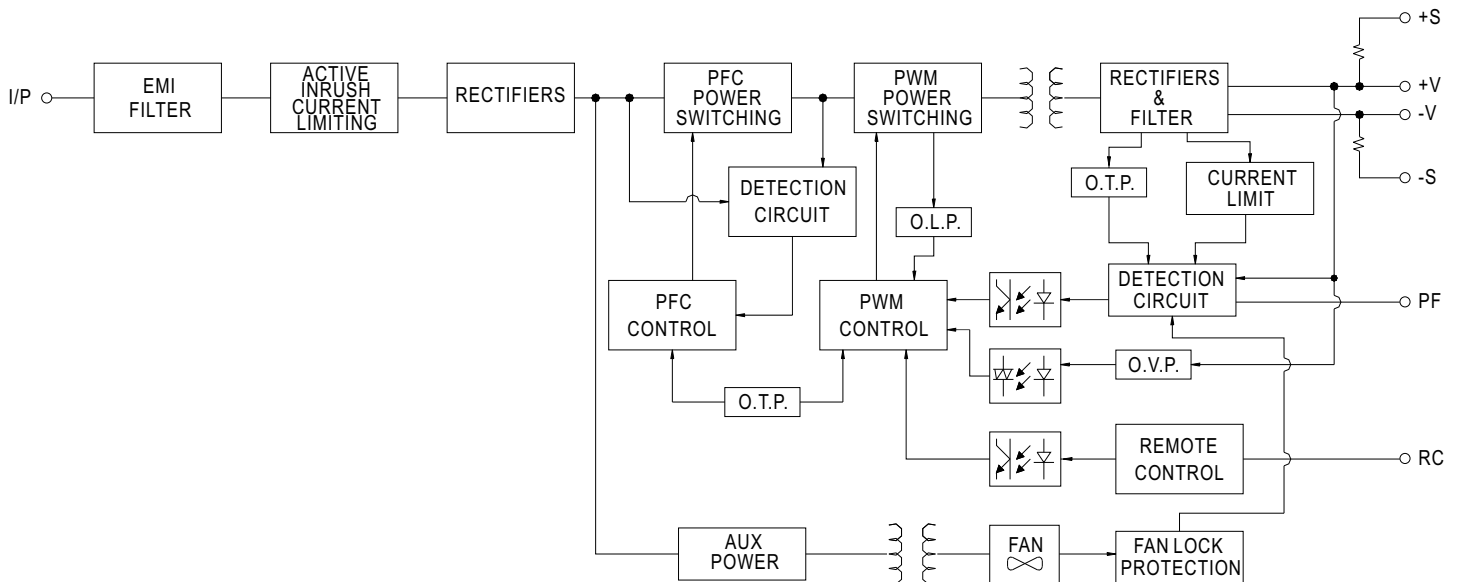 +S
I/P
EMI
FILTER
ACTIVE
INRUSH
CURRENT
LIMITING
RECTIFIERS
PFC
POWER
SWITCHING
PWM
POWER
SWITCHING
RECTIFIERS
&
FILTER
+V
-V
-S
DETECTION
CIRCUIT
O.L.P.
O.T.P.
CURRENT
LIMIT
PFC
CONTROL
PWM
CONTROL
DETECTION
CIRCUIT
PF
O.T.P.
O.V.P.
REMOTE
CONTROL
RC
AUX
POWER
FAN
FAN LOCK
PROTECTION